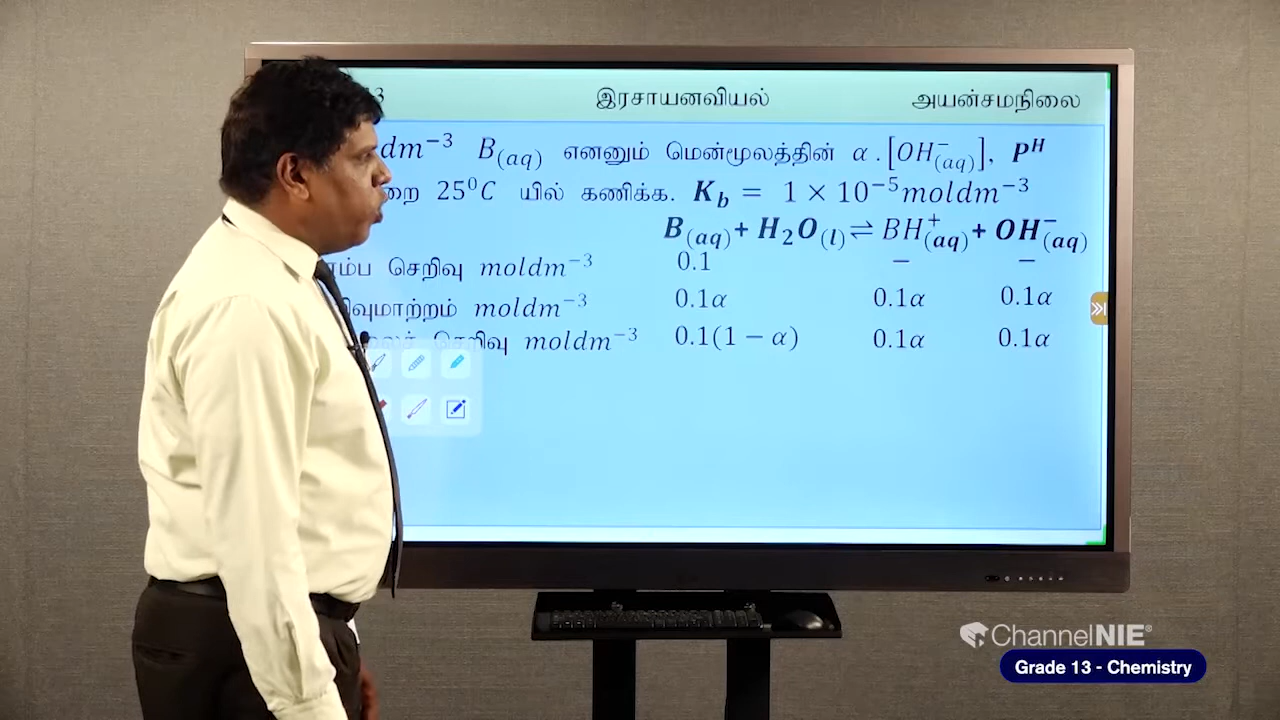 3 இரசாயனவியல் அயன்சமநிலை
dm⁻³ B(aq) எனனும் மென்மூலத்தின் α . [OH⁻(aq)], Pᴴ
25⁰C யில் கணிக்க. K_b = 1 × 10⁻⁵moldm⁻³
B(aq) + H₂O(l) ⇌ BH⁺(aq) + OH⁻(aq)
செறிவு moldm⁻³ 0.1 − −
moldm⁻³ 0.1α 0.1α 0.1α
moldm⁻³ 0.1(1 − α) 0.1α 0.1α
ChannelNIE®
Grade 13 - Chemistry